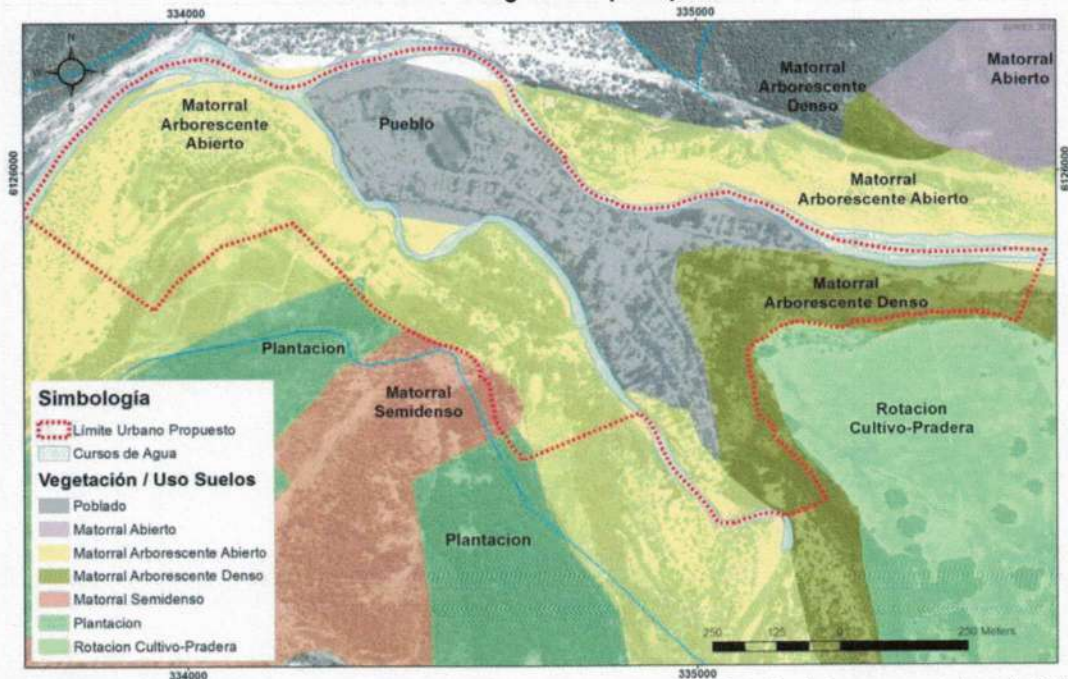 334000
335000
N
S
6126000
6126000
Matorral
Arborescente
Abierto
Pueblo
Matorral
Arborescente
Denso
Matorral
Abierto
Matorral
Arborescente Abierto
Matorral
Arborescente Denso
Plantacion
Matorral
Semidenso
Rotacion
Cultivo-Pradera
Plantacion
Simbología
Límite Urbano Propuesto
Cursos de Agua
Vegetación / Uso Suelos
Poblado
Matorral Abierto
Matorral Arborescente Abierto
Matorral Arborescente Denso
Matorral Semidenso
Plantacion
Rotacion Cultivo-Pradera
250 125 0 250 Meters
334000
335000